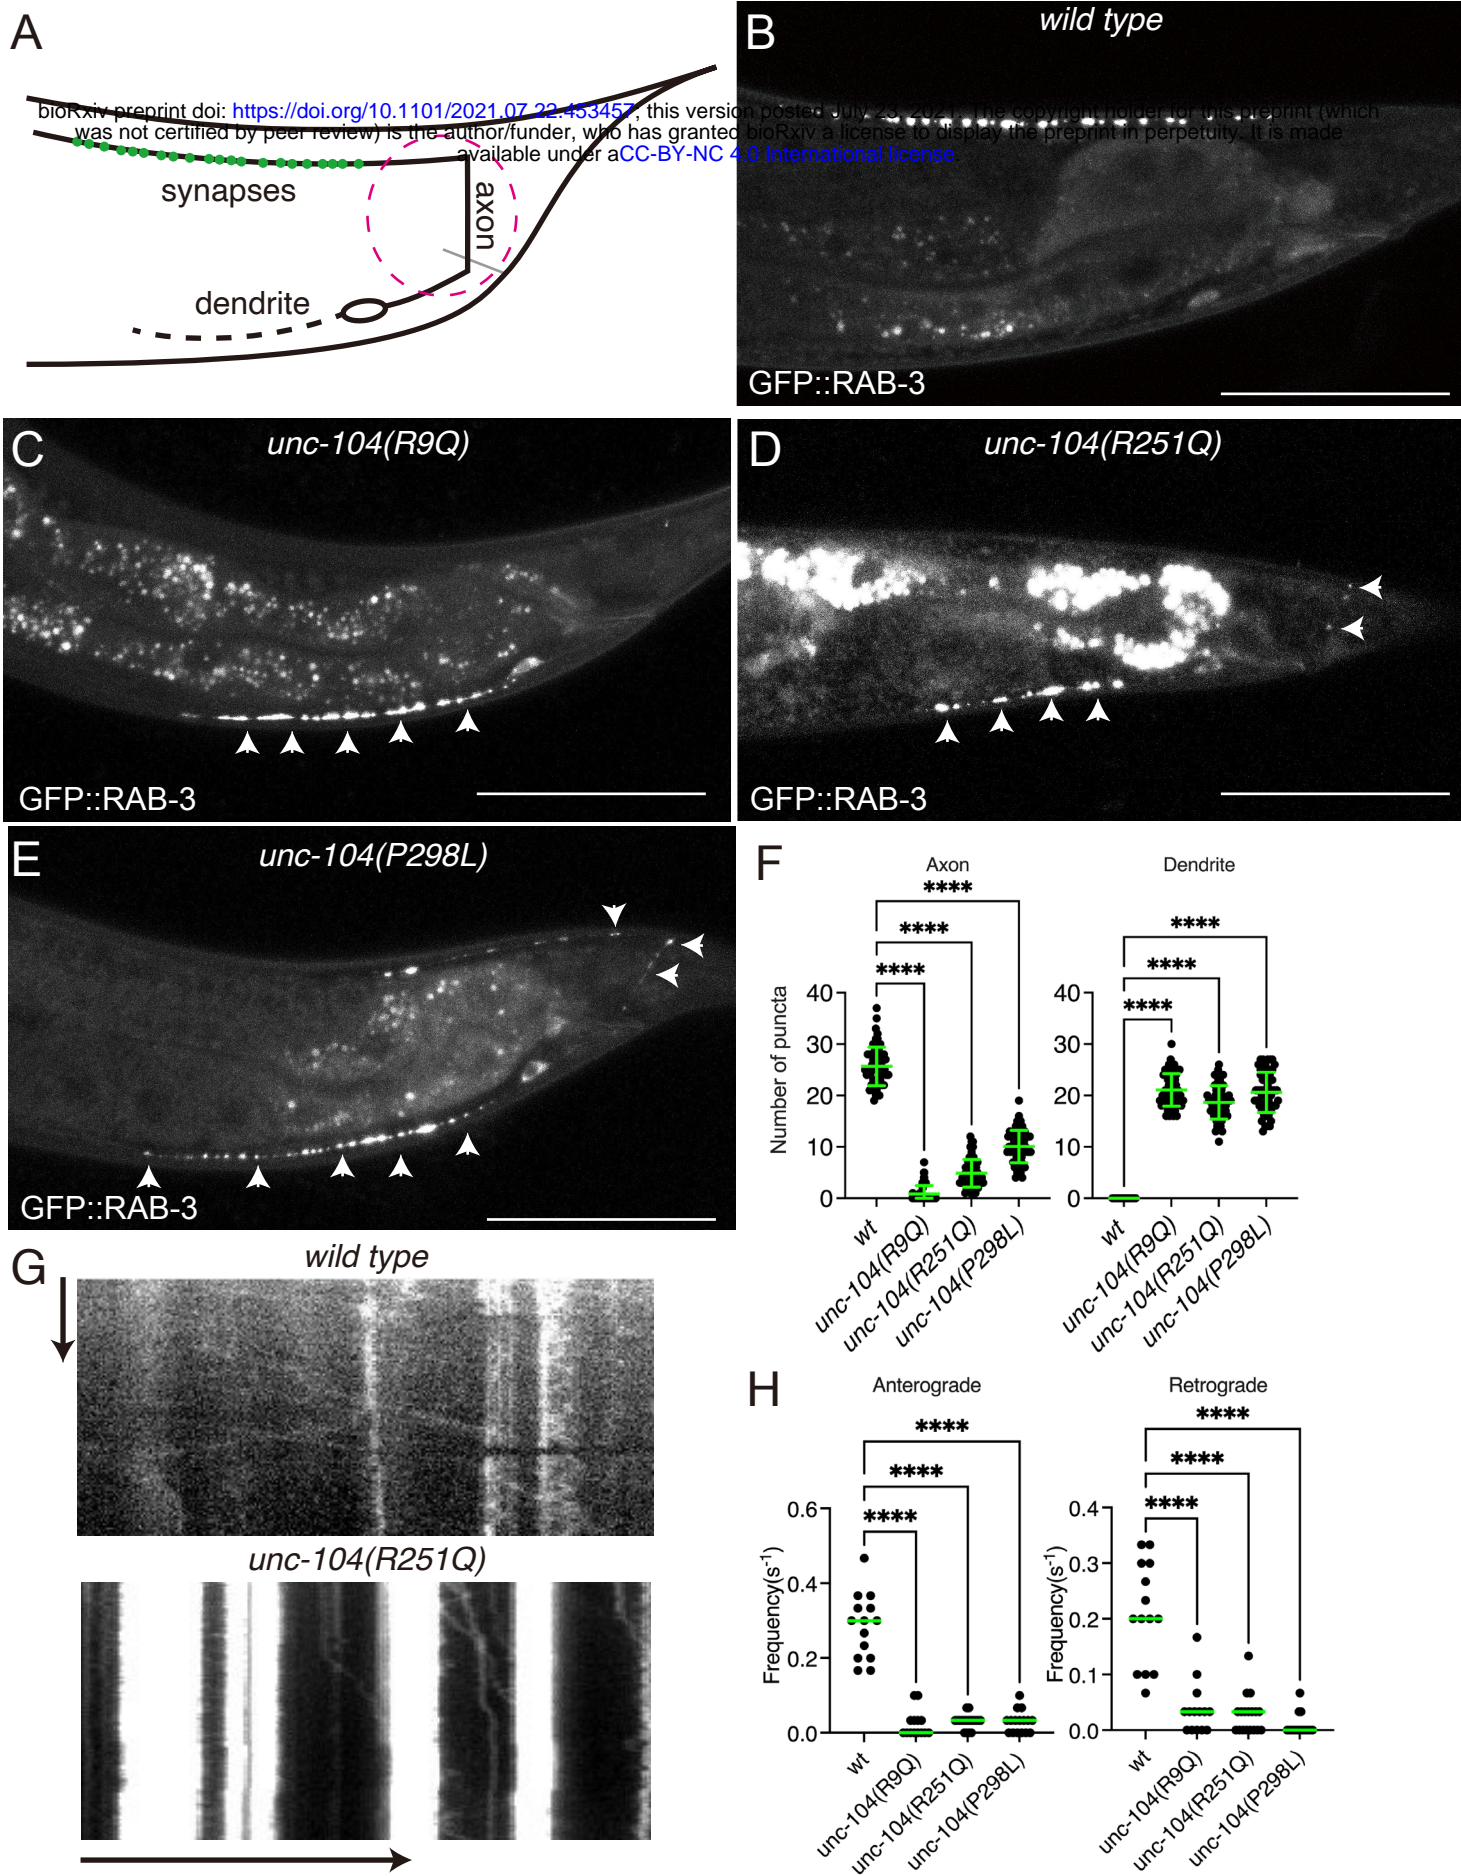 A
B
wild type
bioRxiv preprint doi: https://doi.org/10.1101/2021.07.22.453457; this version posted July 23, 2021. The copyright holder for this preprint (which
was not certified by peer review) is the author/funder, who has granted bioRxiv a license to display the preprint in perpetuity. It is made
available under aCC-BY-NC 4.0 International license.
synapses
axon
dendrite
GFP::RAB-3
C
unc-104(R9Q)
GFP::RAB-3
D
unc-104(R251Q)
GFP::RAB-3
E
unc-104(P298L)
GFP::RAB-3
F
Axon
****
****
****
Number of puncta
40
30
20
10
0
wt
unc-104(R9Q)
unc-104(R251Q)
unc-104(P298L)
Dendrite
****
****
****
40
30
20
10
0
wt
unc-104(R9Q)
unc-104(R251Q)
unc-104(P298L)
G
wild type
unc-104(R251Q)
H
Anterograde
****
****
****
Frequency(s-1)
0.6
0.4
0.2
0.0
wt
unc-104(R9Q)
unc-104(R251Q)
unc-104(P298L)
Retrograde
****
****
****
Frequency(s-1)
0.4
0.3
0.2
0.1
0.0
wt
unc-104(R9Q)
unc-104(R251Q)
unc-104(P298L)